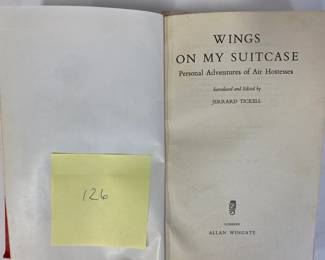 WINGS
ON MY SUITCASE
Personal Adventures of Air Hostesses
Introduced and Edited by
JERRARD TICKELL
LONDON
ALLAN WINGATE
126